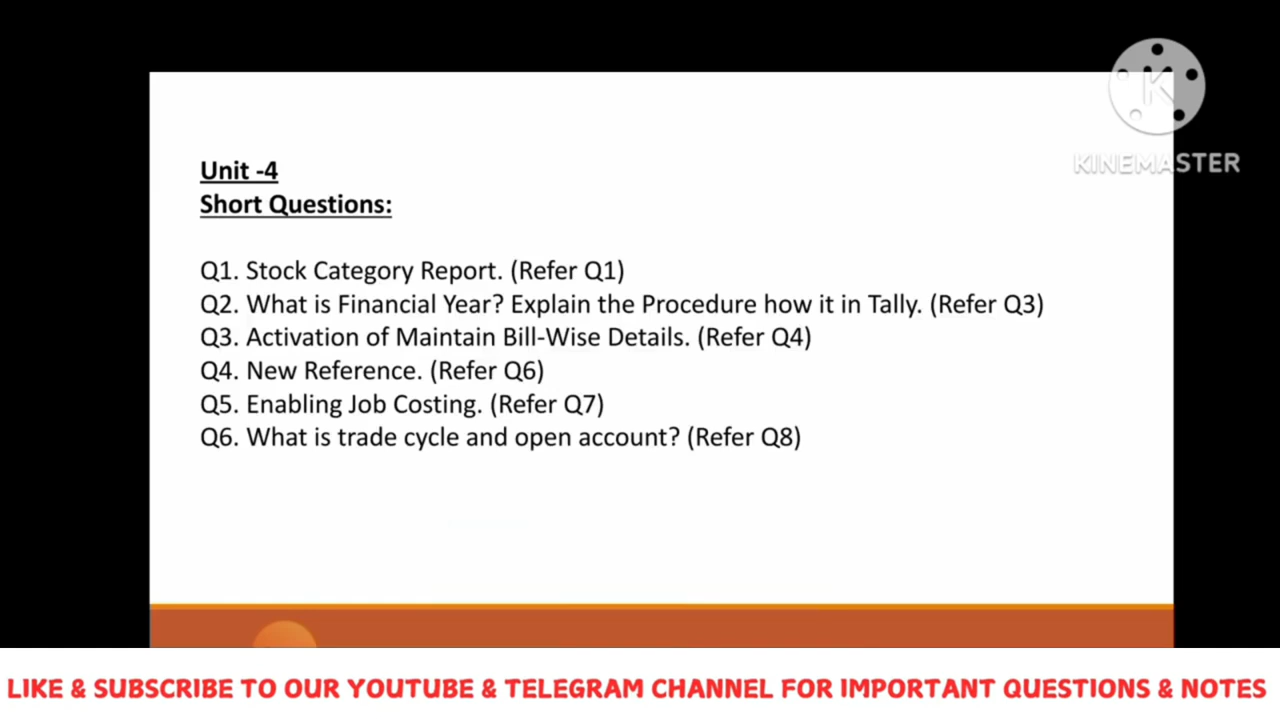 KINEMASTER
Unit -4
Short Questions:
Q1. Stock Category Report. (Refer Q1)
Q2. What is Financial Year? Explain the Procedure how it in Tally. (Refer Q3)
Q3. Activation of Maintain Bill-Wise Details. (Refer Q4)
Q4. New Reference. (Refer Q6)
Q5. Enabling Job Costing. (Refer Q7)
Q6. What is trade cycle and open account? (Refer Q8)
LIKE & SUBSCRIBE TO OUR YOUTUBE & TELEGRAM CHANNEL FOR IMPORTANT QUESTIONS & NOTES